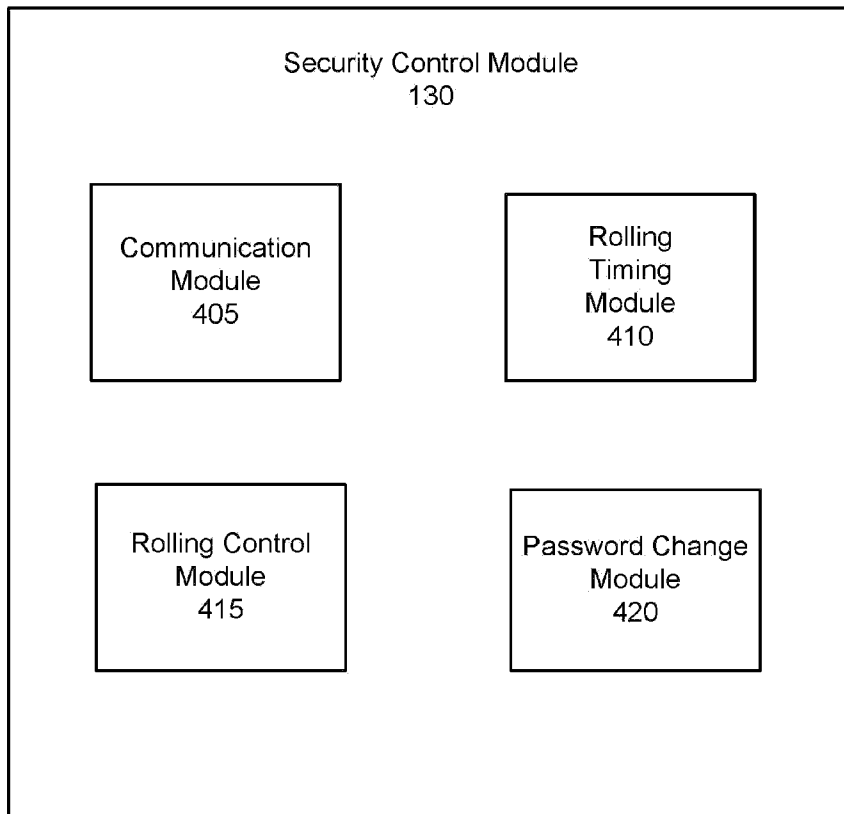 Security Control Module
130
Communication
Module
405
Rolling
Timing
Module
410
Rolling Control
Module
415
Password Change
Module
420